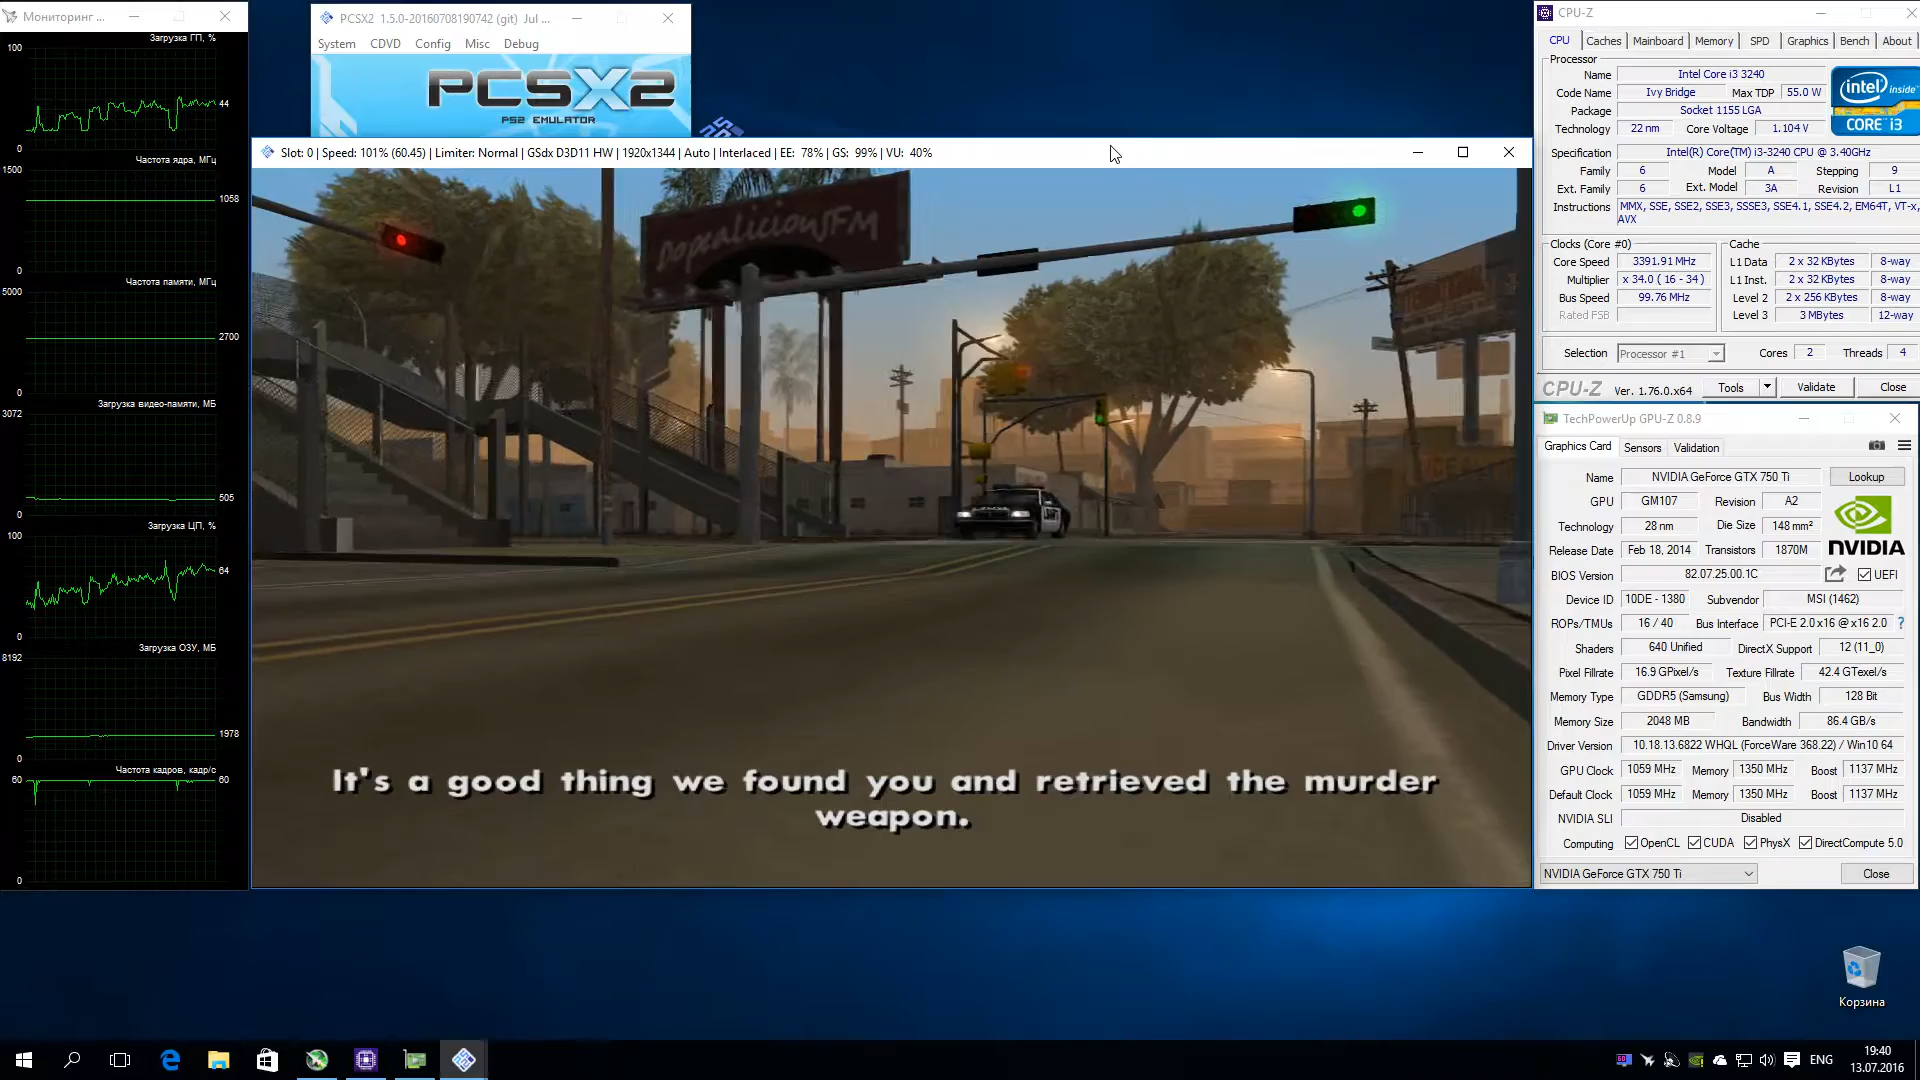 Мониторинг ...
Загрузка ГП, %
100
44
0
Частота ядра, МГц
1500
1058
0
Частота памяти, МГц
5000
2700
0
Загрузка видео-памяти, МБ
3072
505
0
Загрузка ЦП, %
100
64
0
Загрузка ОЗУ, МБ
8192
1978
0
Частота кадров, кадр/с
60
60
0
PCSX2 1.5.0-20160708190742 (git) Jul ...
System CDVD Config Misc Debug
PCSX2
PS2 EMULATOR
Slot: 0 | Speed: 101% (60.45) | Limiter: Normal | GSdx D3D11 HW | 1920x1344 | Auto | Interlaced | EE: 78% | GS: 99% | VU: 40%
It's a good thing we found you and retrieved the murder
weapon.
CPU-Z
CPU Caches Mainboard Memory SPD Graphics Bench About
Processor
Name Intel Core i3 3240
Code Name Ivy Bridge Max TDP 55.0 W
Package Socket 1155 LGA
Technology 22 nm Core Voltage 1.104 V
intel inside
CORE i3
Specification Intel(R) Core(TM) i3-3240 CPU @ 3.40GHz
Family 6 Model A Stepping 9
Ext. Family 6 Ext. Model 3A Revision L1
Instructions MMX, SSE, SSE2, SSE3, SSSE3, SSE4.1, SSE4.2, EM64T, VT-x,
AVX
Clocks (Core #0)
Core Speed 3391.91 MHz
Multiplier x 34.0 ( 16 - 34 )
Bus Speed 99.76 MHz
Rated FSB
Cache
L1 Data 2 x 32 KBytes 8-way
L1 Inst. 2 x 32 KBytes 8-way
Level 2 2 x 256 KBytes 8-way
Level 3 3 MBytes 12-way
Selection Processor #1 Cores 2 Threads 4
CPU-Z Ver. 1.76.0.x64 Tools Validate Close
TechPowerUp GPU-Z 0.8.9
Graphics Card Sensors Validation
Name NVIDIA GeForce GTX 750 Ti Lookup
GPU GM107 Revision A2
Technology 28 nm Die Size 148 mm²
Release Date Feb 18, 2014 Transistors 1870M
NVIDIA
BIOS Version 82.07.25.00.1C UEFI
Device ID 10DE - 1380 Subvendor MSI (1462)
ROPs/TMUs 16 / 40 Bus Interface PCI-E 2.0 x16 @ x16 2.0 ?
Shaders 640 Unified DirectX Support 12 (11_0)
Pixel Fillrate 16.9 GPixel/s Texture Fillrate 42.4 GTexel/s
Memory Type GDDR5 (Samsung) Bus Width 128 Bit
Memory Size 2048 MB Bandwidth 86.4 GB/s
Driver Version 10.18.13.6822 WHQL (ForceWare 368.22) / Win10 64
GPU Clock 1059 MHz Memory 1350 MHz Boost 1137 MHz
Default Clock 1059 MHz Memory 1350 MHz Boost 1137 MHz
NVIDIA SLI Disabled
Computing OpenCL CUDA PhysX DirectCompute 5.0
NVIDIA GeForce GTX 750 Ti Close
Корзина
ENG
19:40
13.07.2016